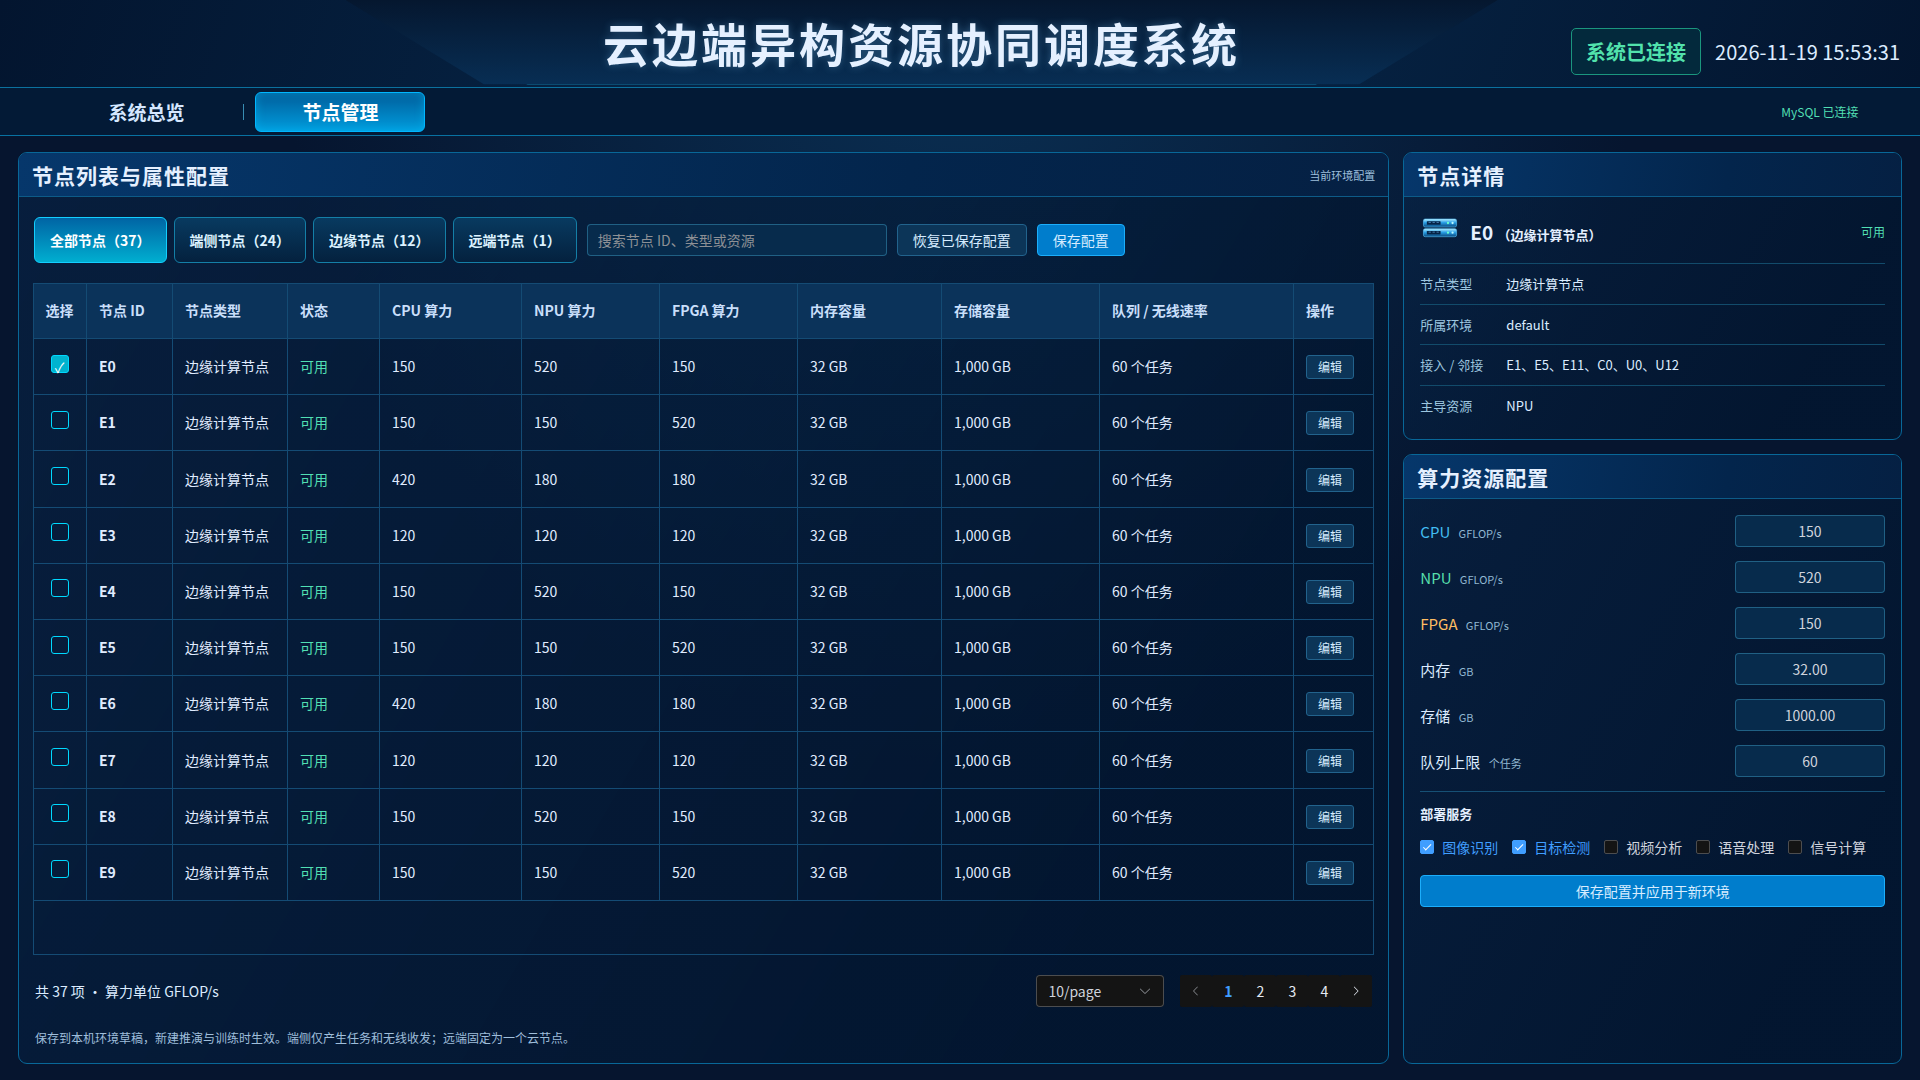 云边端异构资源协同调度系统
系统已连接 2026-11-19 15:53:31
系统总览 节点管理 MySQL 已连接
节点列表与属性配置 当前环境配置
全部节点（37） 端侧节点（24） 边缘节点（12） 远端节点（1） 搜索节点 ID、类型或资源 恢复已保存配置 保存配置
选择 节点 ID 节点类型 状态 CPU 算力 NPU 算力 FPGA 算力 内存容量 存储容量 队列 / 无线速率 操作
E0 边缘计算节点 可用 150 520 150 32 GB 1,000 GB 60 个任务 编辑
E1 边缘计算节点 可用 150 150 520 32 GB 1,000 GB 60 个任务 编辑
E2 边缘计算节点 可用 420 180 180 32 GB 1,000 GB 60 个任务 编辑
E3 边缘计算节点 可用 120 120 120 32 GB 1,000 GB 60 个任务 编辑
E4 边缘计算节点 可用 150 520 150 32 GB 1,000 GB 60 个任务 编辑
E5 边缘计算节点 可用 150 150 520 32 GB 1,000 GB 60 个任务 编辑
E6 边缘计算节点 可用 420 180 180 32 GB 1,000 GB 60 个任务 编辑
E7 边缘计算节点 可用 120 120 120 32 GB 1,000 GB 60 个任务 编辑
E8 边缘计算节点 可用 150 520 150 32 GB 1,000 GB 60 个任务 编辑
E9 边缘计算节点 可用 150 150 520 32 GB 1,000 GB 60 个任务 编辑
共 37 项 · 算力单位 GFLOP/s 10/page 1 2 3 4
保存到本机环境草稿，新建推演与训练时生效。端侧仅产生任务和无线收发；远端固定为一个云节点。
节点详情
E0（边缘计算节点） 可用
节点类型 边缘计算节点
所属环境 default
接入 / 邻接 E1、E5、E11、C0、U0、U12
主导资源 NPU
算力资源配置
CPU GFLOP/s 150
NPU GFLOP/s 520
FPGA GFLOP/s 150
内存 GB 32.00
存储 GB 1000.00
队列上限 个任务 60
部署服务
图像识别 目标检测 视频分析 语音处理 信号计算
保存配置并应用于新环境